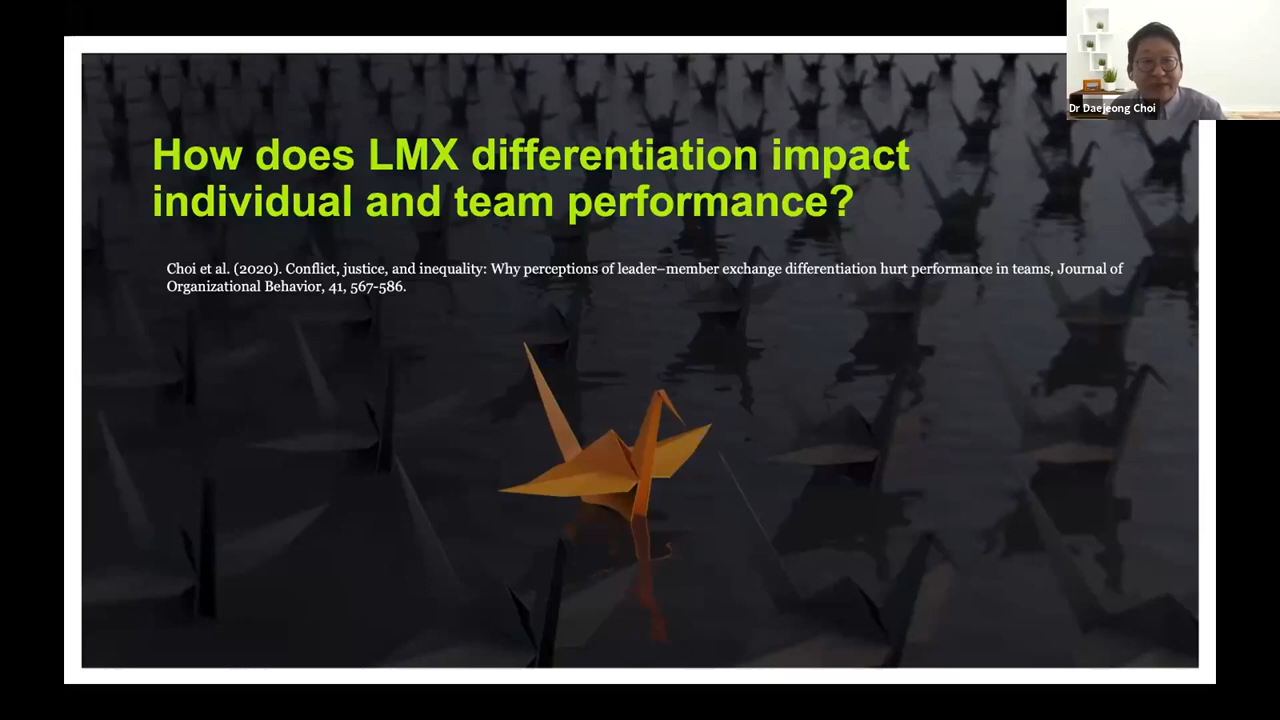 Dr Daejeong Choi
How does LMX differentiation impact
individual and team performance?
Choi et al. (2020). Conflict, justice, and inequality: Why perceptions of leader–member exchange differentiation hurt performance in teams, Journal of
Organizational Behavior, 41, 567-586.